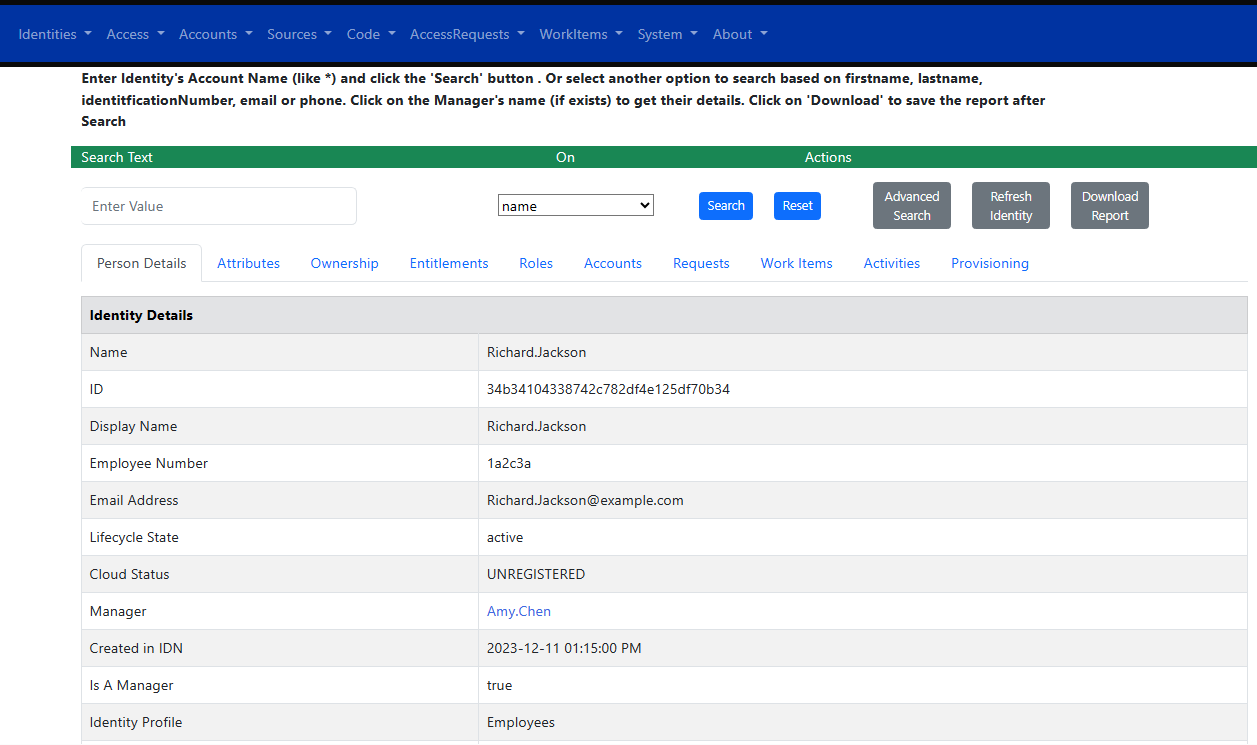 Identities Access Accounts Sources Code AccessRequests WorkItems System About
Enter Identity's Account Name (like *) and click the 'Search' button . Or select another option to search based on firstname, lastname,
identitficationNumber, email or phone. Click on the Manager's name (if exists) to get their details. Click on 'Download' to save the report after
Search
Search Text On Actions
Enter Value name Search Reset Advanced Search Refresh Identity Download Report
Person Details Attributes Ownership Entitlements Roles Accounts Requests Work Items Activities Provisioning
Identity Details
Name Richard.Jackson
ID 34b34104338742c782df4e125df70b34
Display Name Richard.Jackson
Employee Number 1a2c3a
Email Address Richard.Jackson@example.com
Lifecycle State active
Cloud Status UNREGISTERED
Manager Amy.Chen
Created in IDN 2023-12-11 01:15:00 PM
Is A Manager true
Identity Profile Employees